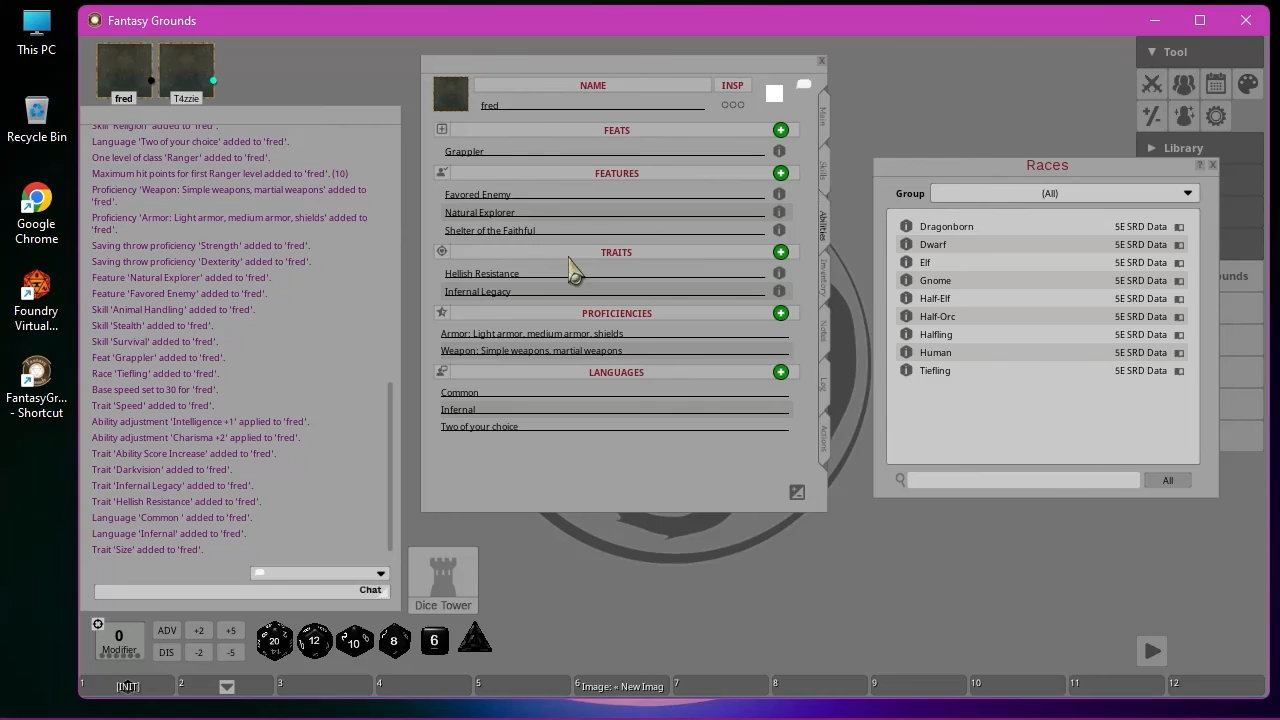 This PC
Recycle Bin
Google
Chrome
Foundry
Virtual...
FantasyGr...
- Shortcut
Fantasy Grounds
fred
T4zzie
Skill 'Religion' added to 'fred'.
Language 'Two of your choice' added to 'fred'.
One level of class 'Ranger' added to 'fred'.
Maximum hit points for first Ranger level added to 'fred'. (10)
Proficiency 'Weapon: Simple weapons, martial weapons' added to
'fred'.
Proficiency 'Armor: Light armor, medium armor, shields' added to
'fred'.
Saving throw proficiency 'Strength' added to 'fred'.
Saving throw proficiency 'Dexterity' added to 'fred'.
Feature 'Natural Explorer' added to 'fred'.
Feature 'Favored Enemy' added to 'fred'.
Skill 'Animal Handling' added to 'fred'.
Skill 'Stealth' added to 'fred'.
Skill 'Survival' added to 'fred'.
Feat 'Grappler' added to 'fred'.
Race 'Tiefling' added to 'fred'.
Base speed set to 30 for 'fred'.
Trait 'Speed' added to 'fred'.
Ability adjustment 'Intelligence +1' applied to 'fred'.
Ability adjustment 'Charisma +2' applied to 'fred'.
Trait 'Ability Score Increase' added to 'fred'.
Trait 'Darkvision' added to 'fred'.
Trait 'Infernal Legacy' added to 'fred'.
Trait 'Hellish Resistance' added to 'fred'.
Language 'Common ' added to 'fred'.
Language 'Infernal' added to 'fred'.
Trait 'Size' added to 'fred'.
Chat
X
NAME
INSP
fred
FEATS
Grappler
FEATURES
Favored Enemy
Natural Explorer
Shelter of the Faithful
TRAITS
Hellish Resistance
Infernal Legacy
PROFICIENCIES
Armor: Light armor, medium armor, shields
Weapon: Simple weapons, martial weapons
LANGUAGES
Common
Infernal
Two of your choice
Main
Skills
Abilities
Inventory
Notes
Log
Actions
Tool
Library
unds
Races
? X
Group
(All)
Dragonborn 5E SRD Data
Dwarf 5E SRD Data
Elf 5E SRD Data
Gnome 5E SRD Data
Half-Elf 5E SRD Data
Half-Orc 5E SRD Data
Halfling 5E SRD Data
Human 5E SRD Data
Tiefling 5E SRD Data
All
Dice Tower
0
Modifier
ADV +2 +5
DIS -2 -5
20 12 10 8 6
1 [INIT] 2 3 4 5 6 Image: « New Imag 7 8 9 10 11 12